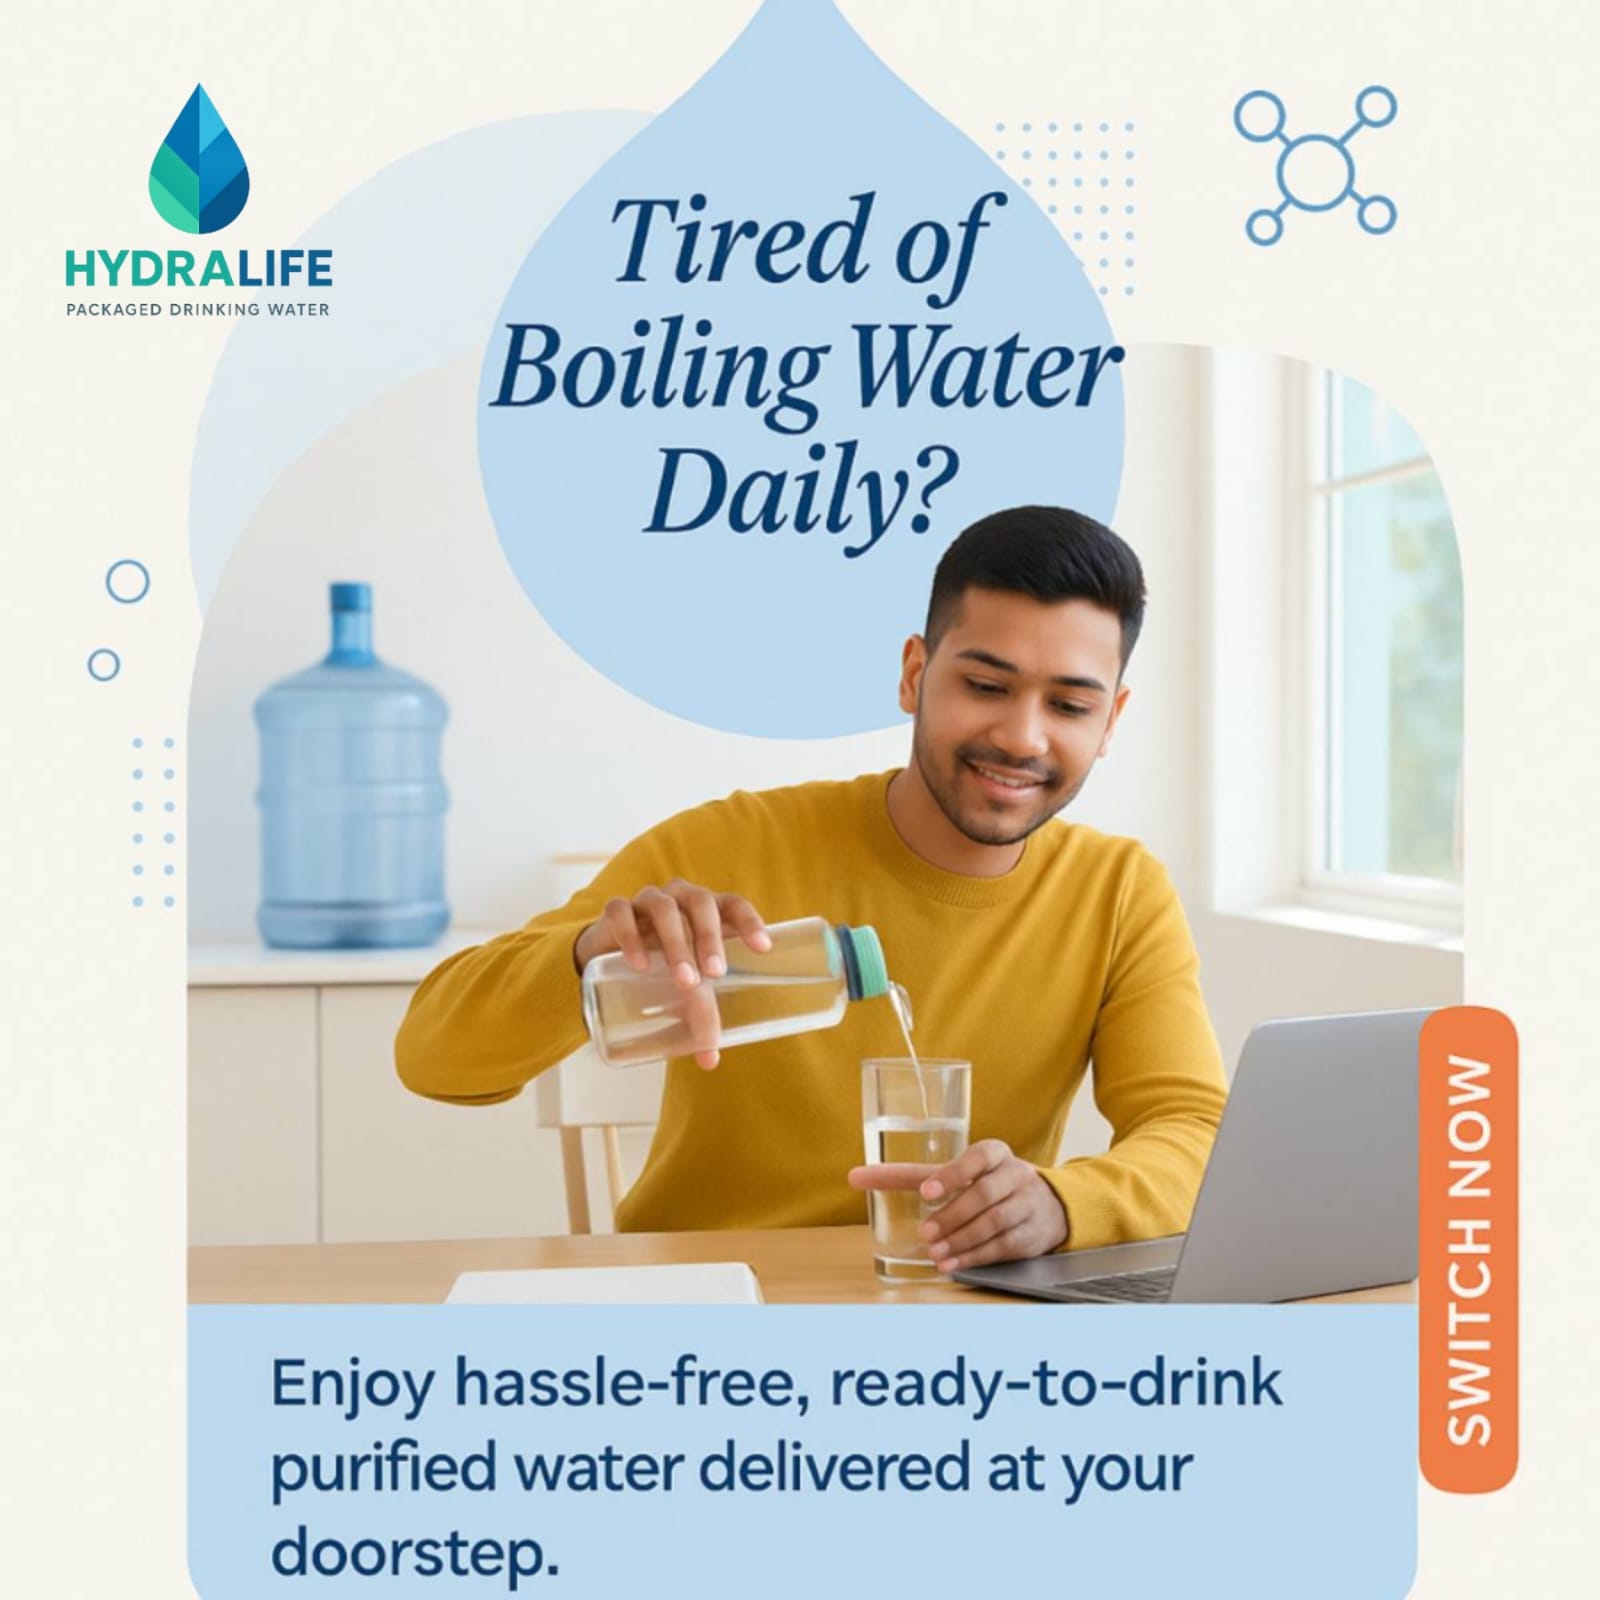 HYDRALIFE
PACKAGED DRINKING WATER
Tired of
Boiling Water
Daily?
SWITCH NOW
Enjoy hassle-free, ready-to-drink
purified water delivered at your
doorstep.